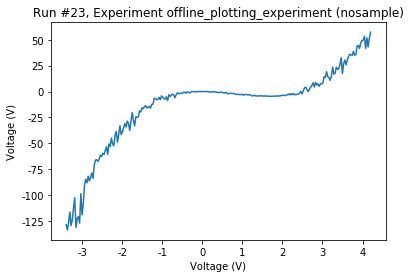 Run #23, Experiment offline_plotting_experiment (nosample)
50
25
0
-25
-50
-75
-100
-125
Voltage (V)
-3 -2 -1 0 1 2 3 4
Voltage (V)